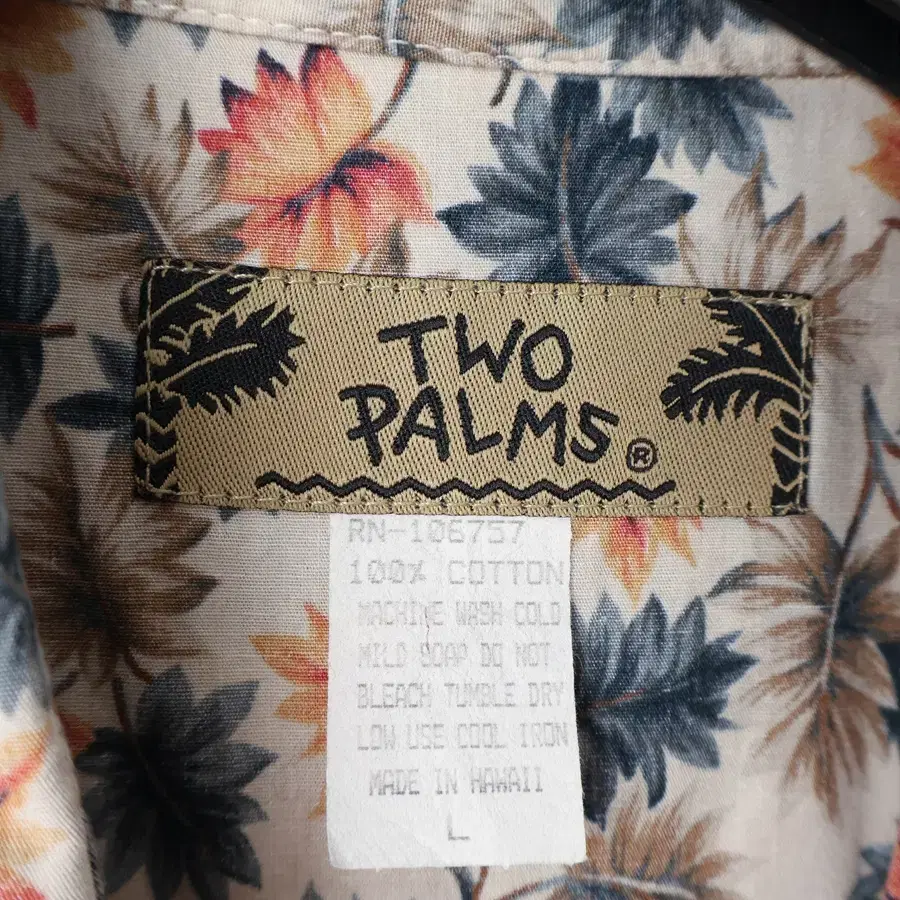 TWO
PALMS®
RN-106757
100% COTTON
MACHINE WASH COLD
MILD SOAP DO NOT
BLEACH TUMBLE DRY
LOW USE COOL IRON
MADE IN HAWAII
L